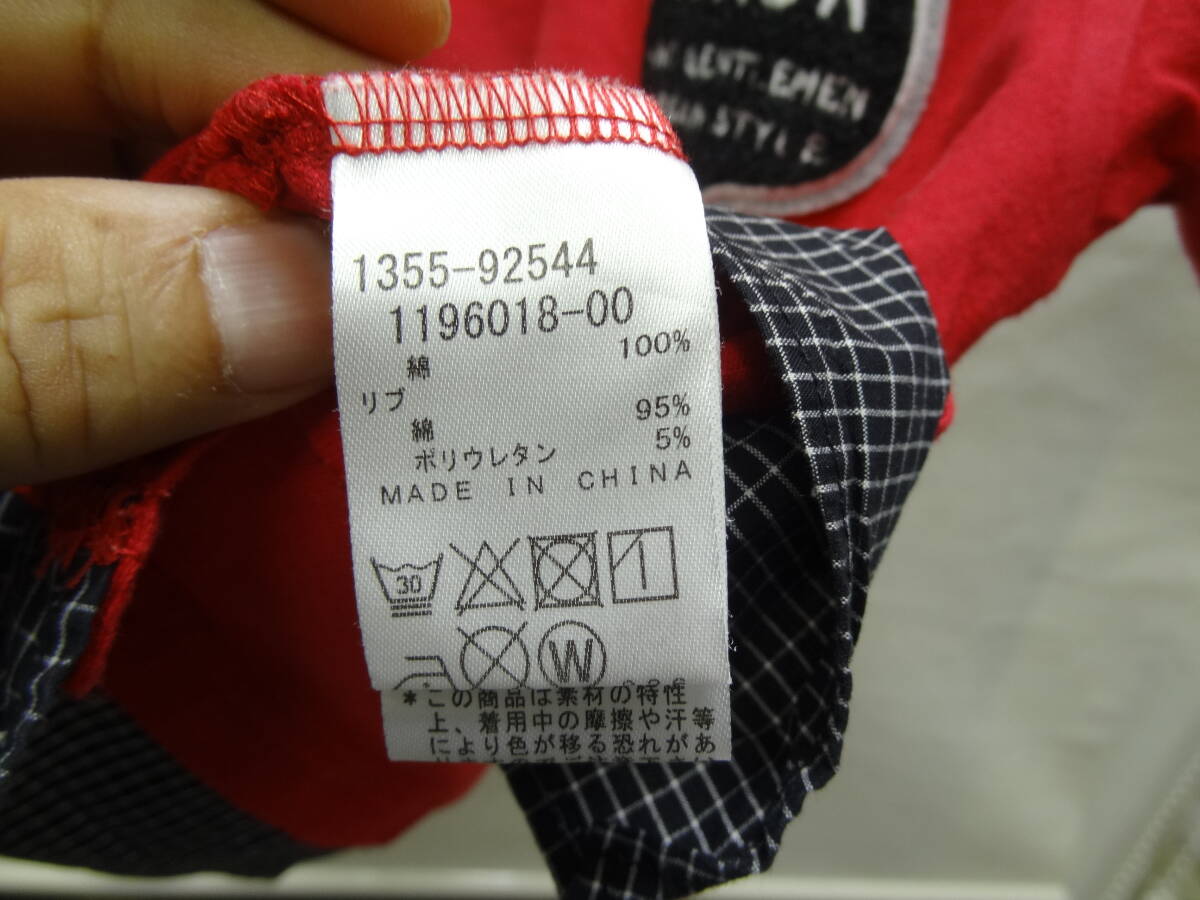 STYLE
1355-92544
1196018-00
綿 100%
リブ
綿 95%
ポリウレタン 5%
MADE IN CHINA
30
W
*この商品は素材の特性
上、着用中の摩擦や汗等
により色が移る恐れがあ